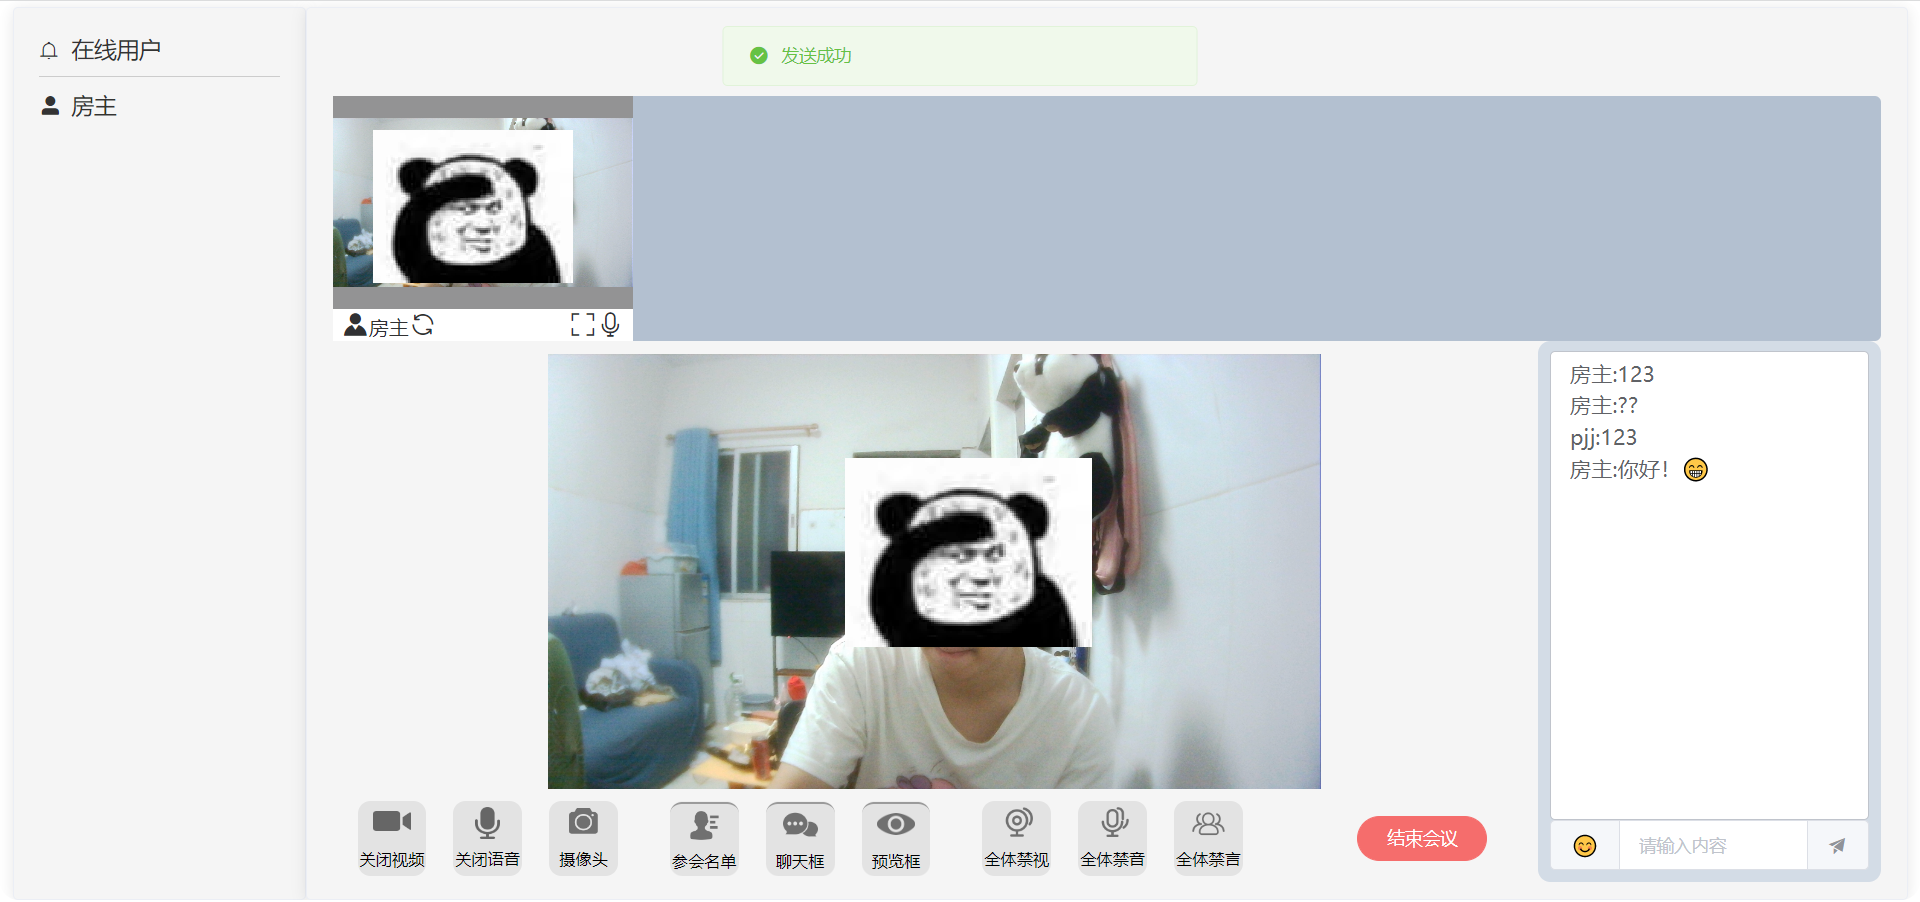 在线用户
房主
发送成功
房主
房主:123
房主:??
pjj:123
房主:你好！😁
😊 请输入内容
关闭视频
关闭语音
摄像头
参会名单
聊天框
预览框
全体禁视
全体禁音
全体禁言
结束会议